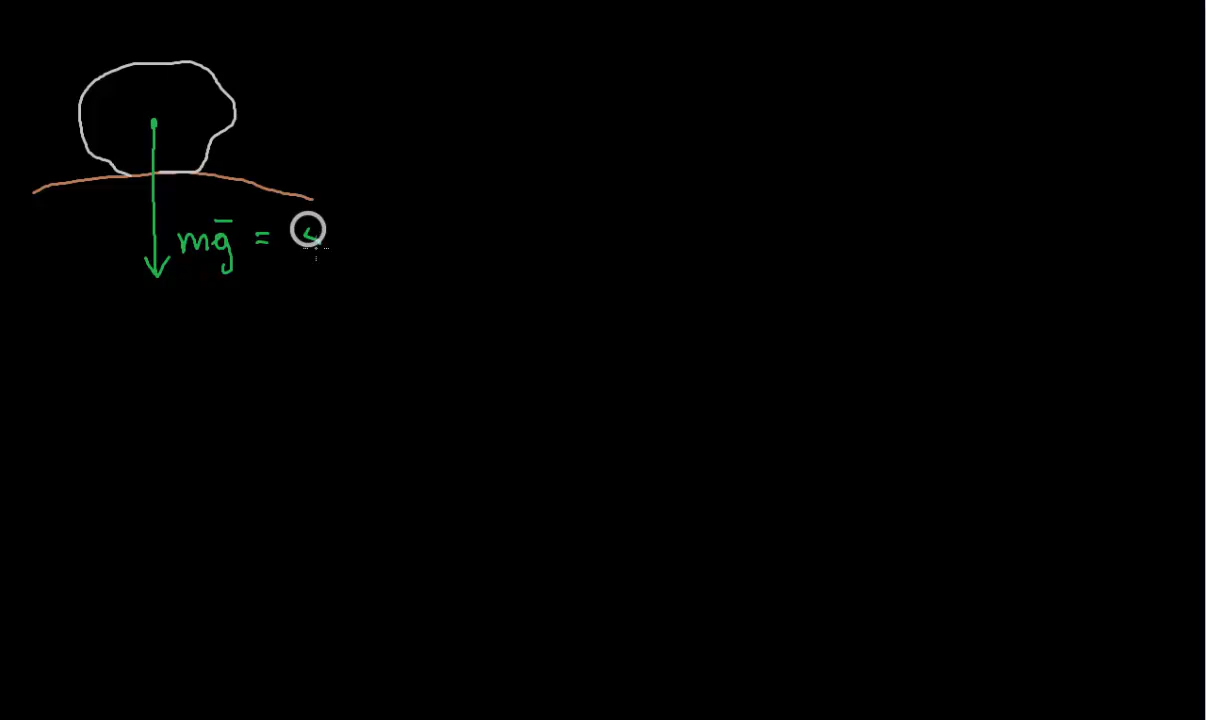 mg̅ =